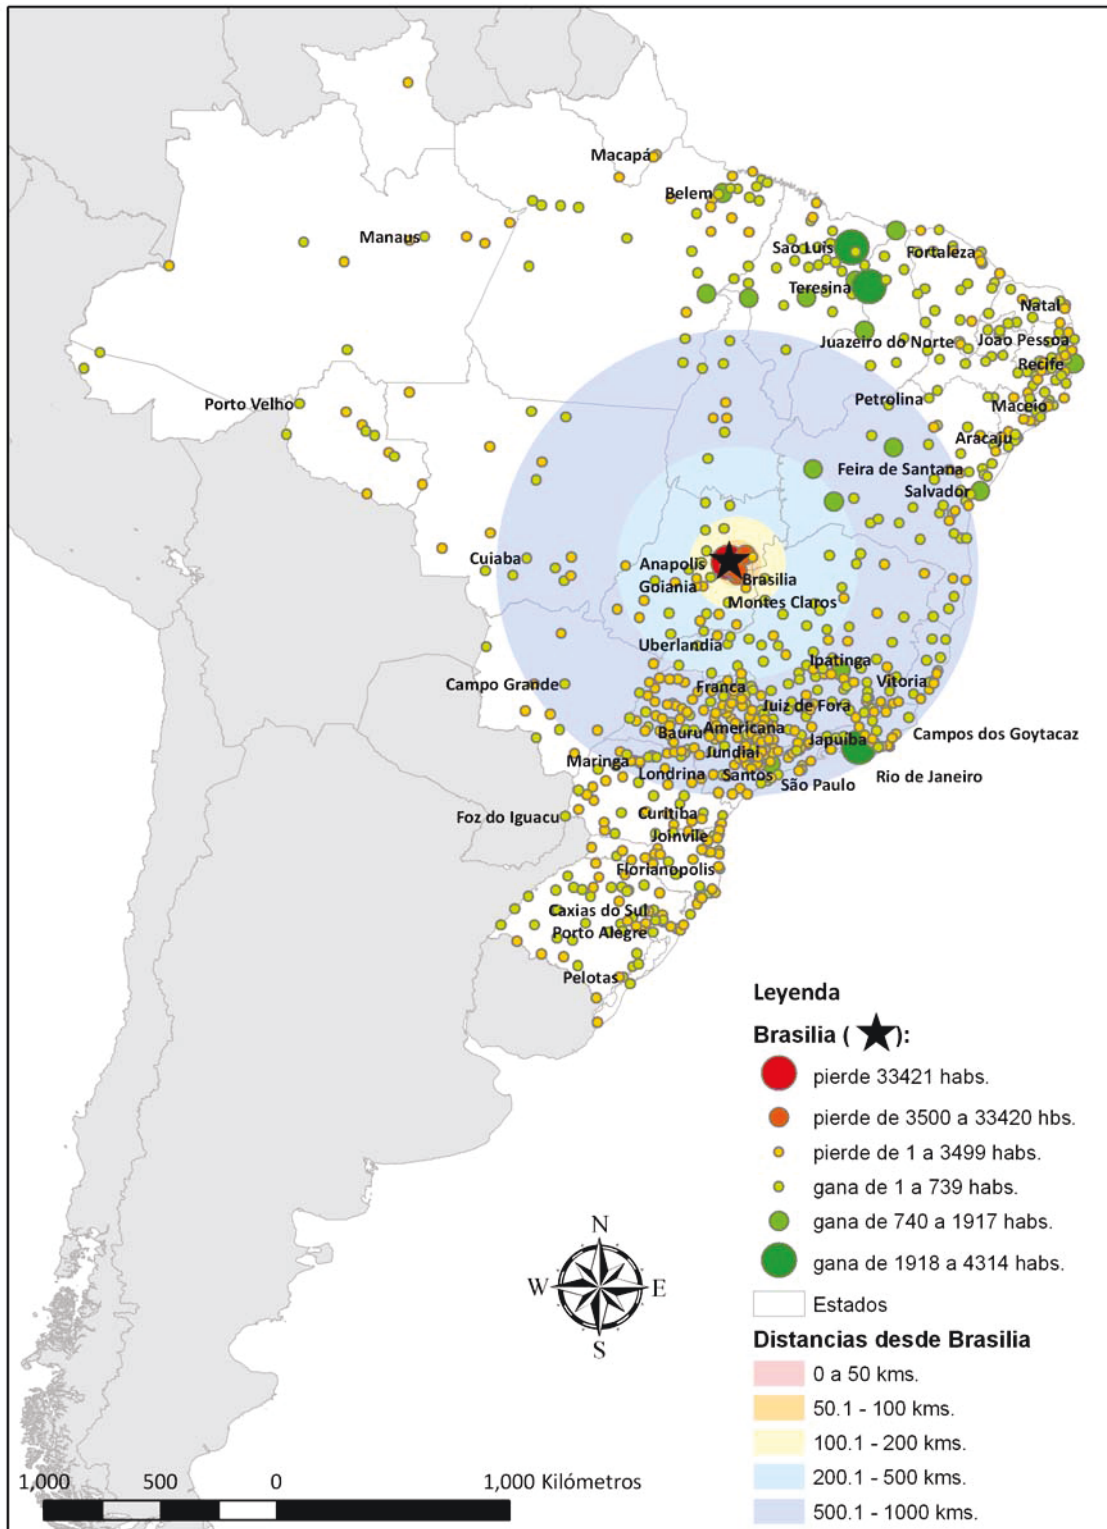 Macapá
Belem
Manaus
Sao Luis
Fortaleza
Teresina
Natal
Juazeiro do Norte
Joao Pessoa
Recife
Porto Velho
Petrolina
Maceio
Aracaju
Feira de Santana
Salvador
Cuiaba
Anapolis
Brasilia
Goiania
Montes Claros
Uberlandia
Ipatinga
Campo Grande
Franca
Vitoria
Juiz de Fora
Bauru
Americana
Japuiba
Campos dos Goytacaz
Maringa
Jundiai
Londrina
Santos
São Paulo
Rio de Janeiro
Foz do Iguacu
Curitiba
Joinvile
Florianopolis
Caxias do Sul
Porto Alegre
Pelotas
Leyenda
Brasilia ( ):
pierde 33421 habs.
pierde de 3500 a 33420 hbs.
pierde de 1 a 3499 habs.
gana de 1 a 739 habs.
gana de 740 a 1917 habs.
gana de 1918 a 4314 habs.
Estados
Distancias desde Brasilia
0 a 50 kms.
50.1 - 100 kms.
100.1 - 200 kms.
200.1 - 500 kms.
500.1 - 1000 kms.
N
W E
S
1,000 500 0 1,000 Kilómetros